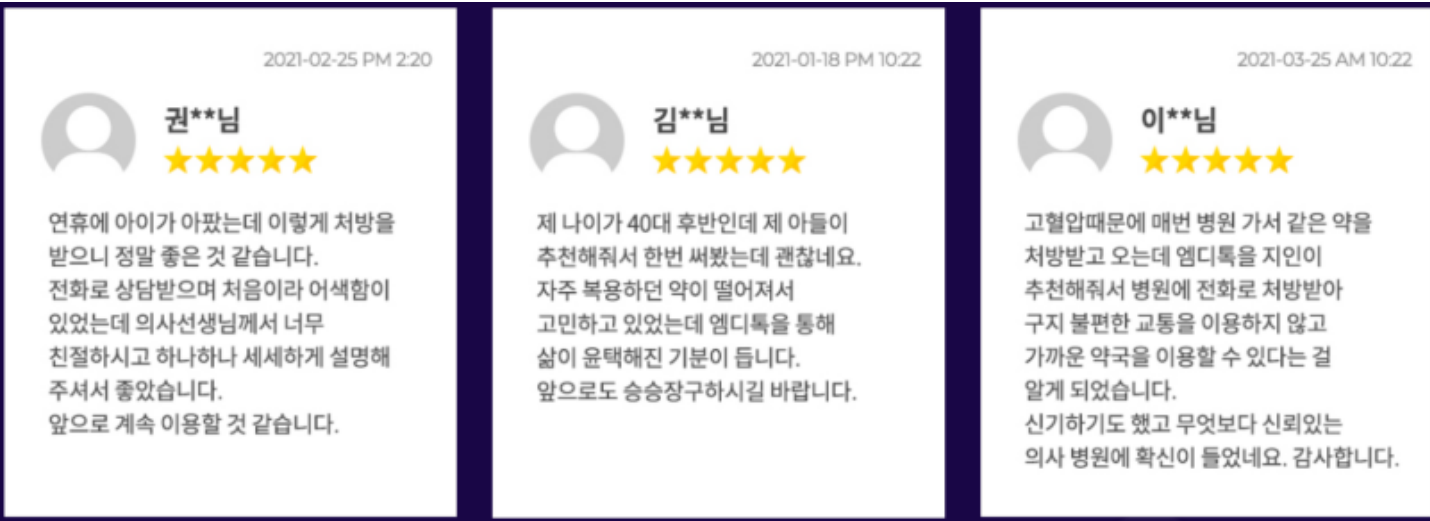 2021-02-25 PM 2:20
권**님
연휴에 아이가 아팠는데 이렇게 처방을
받으니 정말 좋은 것 같습니다.
전화로 상담받으며 처음이라 어색함이
있었는데 의사선생님께서 너무
친절하시고 하나하나 세세하게 설명해
주셔서 좋았습니다.
앞으로 계속 이용할 것 같습니다.
2021-01-18 PM 10:22
김**님
제 나이가 40대 후반인데 제 아들이
추천해줘서 한번 써봤는데 괜찮네요.
자주 복용하던 약이 떨어져서
고민하고 있었는데 엠디톡을 통해
삶이 윤택해진 기분이 듭니다.
앞으로도 승승장구하시길 바랍니다.
2021-03-25 AM 10:22
이**님
고혈압때문에 매번 병원 가서 같은 약을
처방받고 오는데 엠디톡을 지인이
추천해줘서 병원에 전화로 처방받아
구지 불편한 교통을 이용하지 않고
가까운 약국을 이용할 수 있다는 걸
알게 되었습니다.
신기하기도 했고 무엇보다 신뢰있는
의사 병원에 확신이 들었네요. 감사합니다.